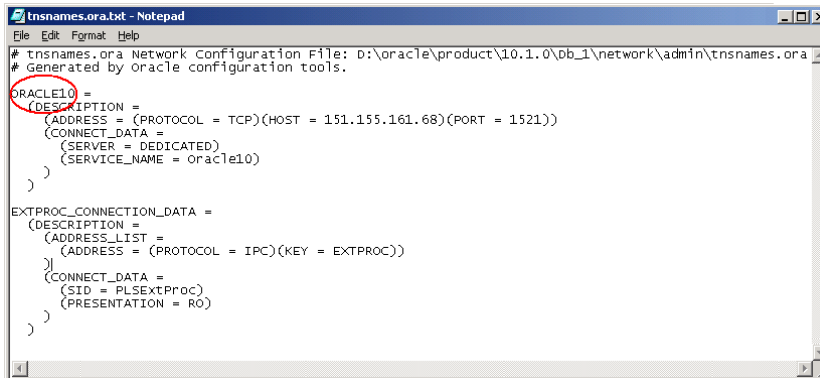 tnsnames.ora.txt - Notepad
File Edit Format Help
# tnsnames.ora Network Configuration File: D:\oracle\product\10.1.0\Db_1\network\admin\tnsnames.ora
# Generated by Oracle configuration tools.
ORACLE10 =
(DESCRIPTION =
(ADDRESS = (PROTOCOL = TCP)(HOST = 151.155.161.68)(PORT = 1521))
(CONNECT_DATA =
(SERVER = DEDICATED)
(SERVICE_NAME = Oracle10)
)
)
EXTPROC_CONNECTION_DATA =
(DESCRIPTION =
(ADDRESS_LIST =
(ADDRESS = (PROTOCOL = IPC)(KEY = EXTPROC))
)
(CONNECT_DATA =
(SID = PLSExtProc)
(PRESENTATION = RO)
)
)